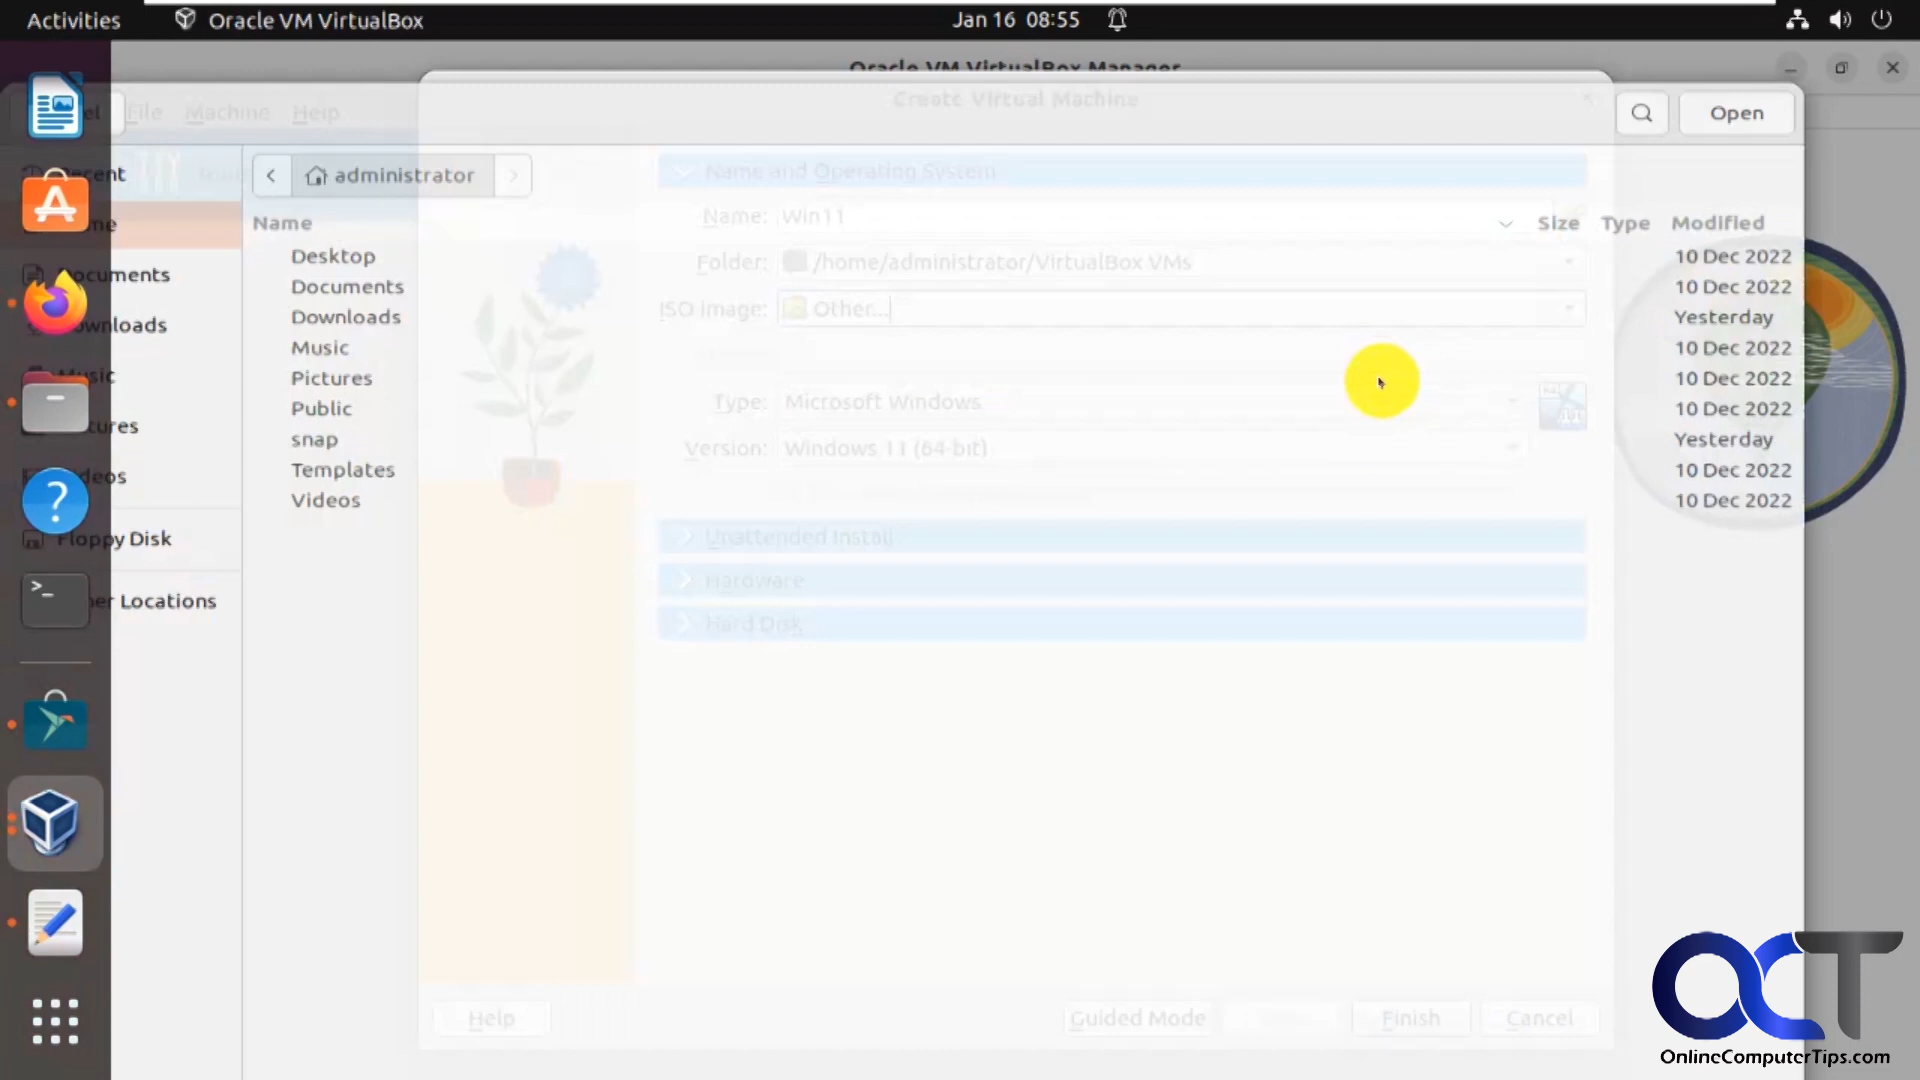 Activities Oracle VM VirtualBox Jan 16 08:55
Oracle VM VirtualBox Manager
File Machine Help Create Virtual Machine Open
administrator
Name and Operating System
Name: Win11
Name Size Type Modified
Desktop 10 Dec 2022
Folder: /home/administrator/VirtualBox VMs
Documents 10 Dec 2022
ISO Image: Other...
Downloads Yesterday
Music 10 Dec 2022
Pictures 10 Dec 2022
Type: Microsoft Windows
Public 10 Dec 2022
snap Yesterday
Version: Windows 11 (64-bit)
Templates 10 Dec 2022
Videos 10 Dec 2022
Floppy Disk
Unattended Install
Hardware
Locations
Hard Disk
Help Guided Mode Finish Cancel
OCT
OnlineComputerTips.com